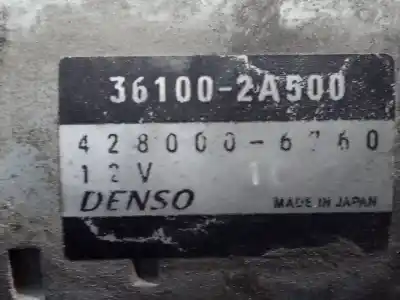 36100-2A500
428000-6760
12V
DENSO MADE IN JAPAN